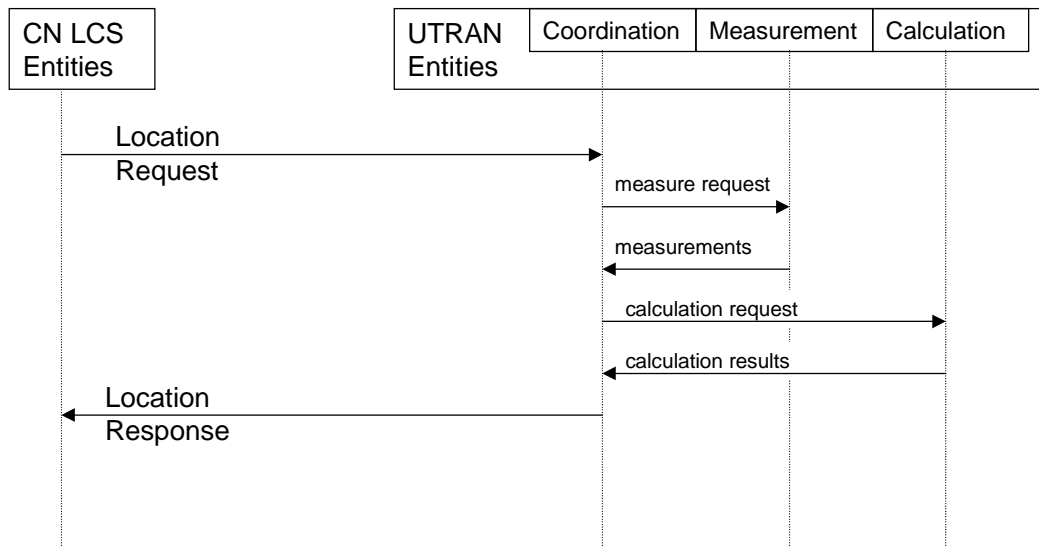 CN LCS
Entities
UTRAN
Entities
Coordination
Measurement
Calculation
Location
Request
measure request
measurements
calculation request
calculation results
Location
Response